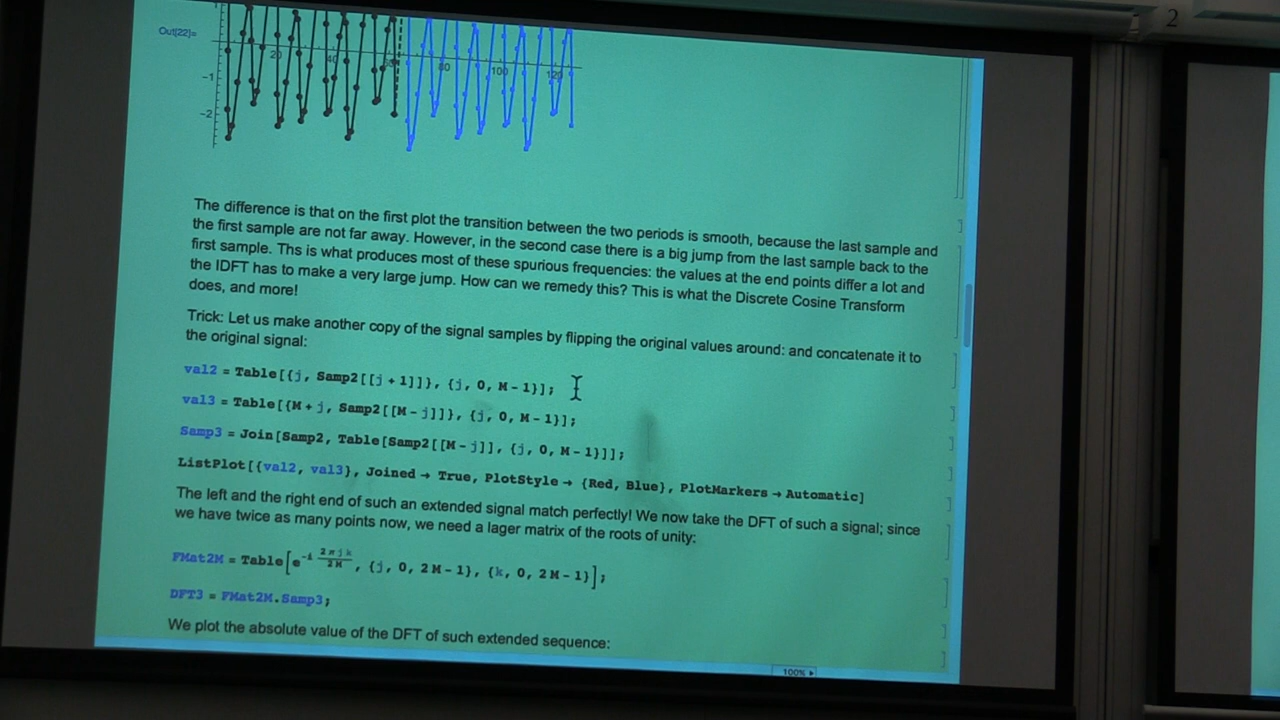 2
Out[22]=
20
40
80
100
120
-1
-2
The difference is that on the first plot the transition between the two periods is smooth, because the last sample and
the first sample are not far away. However, in the second case there is a big jump from the last sample back to the
first sample. Ths is what produces most of these spurious frequencies: the values at the end points differ a lot and
the IDFT has to make a very large jump. How can we remedy this? This is what the Discrete Cosine Transform
does, and more!
Trick: Let us make another copy of the signal samples by flipping the original values around: and concatenate it to
the original signal:
val2 = Table[{j, Samp2[[j + 1]]}, {j, 0, M - 1}];
val3 = Table[{M + j, Samp2[[M - j]]}, {j, 0, M - 1}];
Samp3 = Join[Samp2, Table[Samp2[[M - j]], {j, 0, M - 1}]];
ListPlot[{val2, val3}, Joined → True, PlotStyle → {Red, Blue}, PlotMarkers → Automatic]
The left and the right end of such an extended signal match perfectly! We now take the DFT of such a signal; since
we have twice as many points now, we need a lager matrix of the roots of unity:
FMat2M = Table[e^(-i (2 π j k)/(2 M)), {j, 0, 2 M - 1}, {k, 0, 2 M - 1}];
DFT3 = FMat2M.Samp3;
We plot the absolute value of the DFT of such extended sequence:
100%